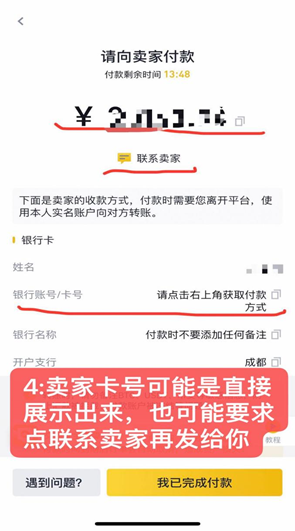 请向卖家付款
付款剩余时间 13:48
¥
联系卖家
下面是卖家的收款方式，付款时需要您离开平台，使
用本人实名账户向对方转账。
银行卡
姓名
银行账号/卡号
请点击右上角获取付款
方式
银行名称
付款时不要添加任何备注
开户支行
成都
4:卖家卡号可能是直接
展示出来，也可能要求
点联系卖家再发给你
教程
遇到问题?
我已完成付款